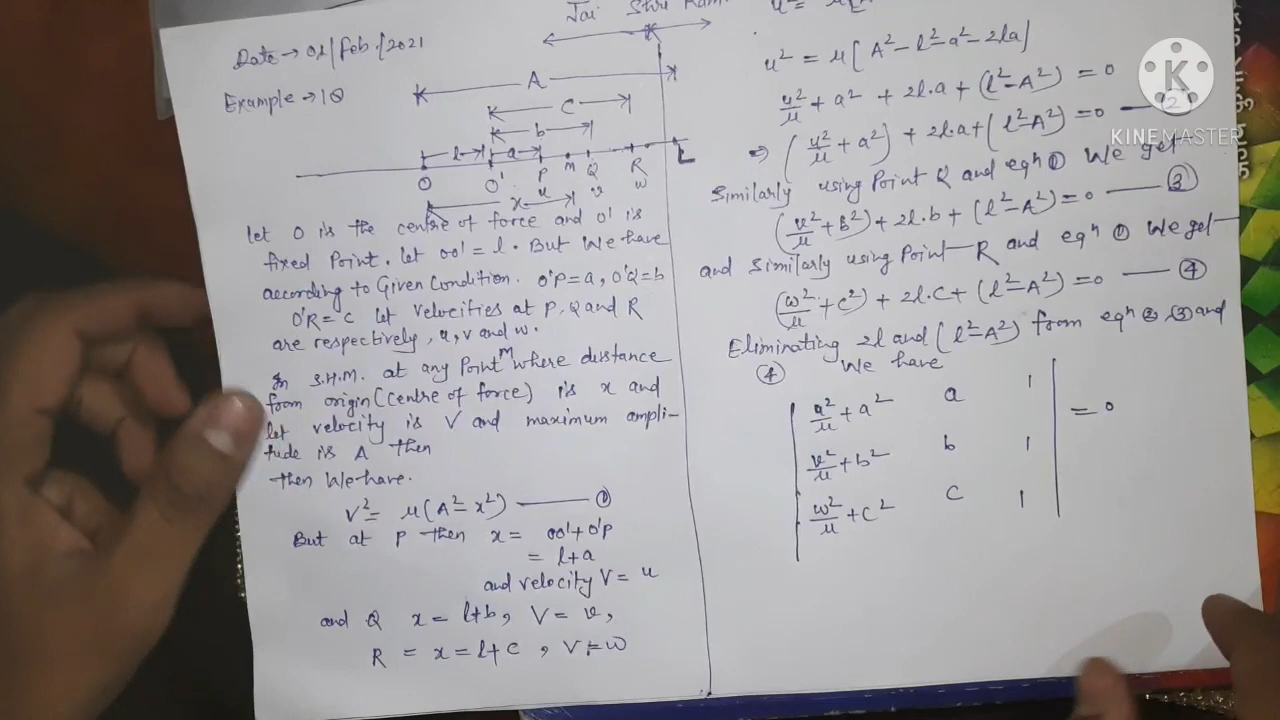 Jai Shri Ram
Date → 01/Feb./2021
Example → 10
A
C
b
l a
O O' P M Q R L
u v w
x
Let O is the centre of force and O' is
fixed Point. Let OO' = l. But We have
according to Given Condition. O'P = a, O'Q = b
O'R = c Let velocities at P, Q and R
are respectively, u, v and w.
In S.H.M. at any Point M where distance
from origin (centre of force) is x and
let velocity is V and maximum ampli-
tude is A then
then We have.
V² = μ(A² - x²) —— ①
But at P then x = OO' + O'P
= l + a
and velocity V = u
and Q x = l+b, V = v,
R = x = l + c, V = w
u² = μ[A² - l² - a² - 2la]
u²/μ + a² + 2l.a + (l² - A²) = 0
⇒ (u²/μ + a²) + 2l.a + (l² - A²) = 0 —— ②
Similarly using Point Q and eqn ① We get
(v²/μ + b²) + 2l.b + (l² - A²) = 0 —— ③
and Similarly using Point - R and eqn ① We get -
(w²/μ + c²) + 2l.C + (l² - A²) = 0 —— ④
Eliminating 2l and (l² - A²) from eqn ② ③ and
④ We have
| u²/μ + a² a 1 |
| v²/μ + b² b 1 | = 0
| w²/μ + c² c 1 |
K
KINEMASTER